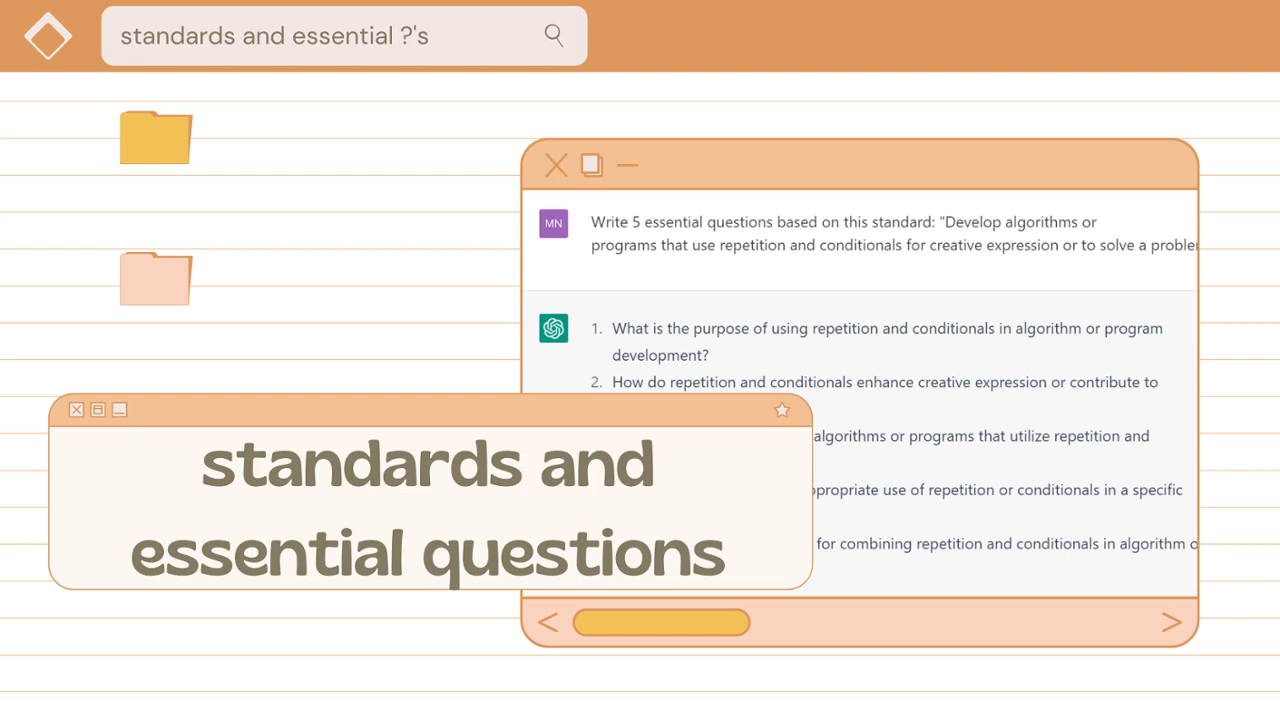 standards and essential ?'s
MN
Write 5 essential questions based on this standard: "Develop algorithms or
programs that use repetition and conditionals for creative expression or to solve a
1. What is the purpose of using repetition and conditionals in algorithm or program
development?
2. How do repetition and conditionals enhance creative expression or contribute to
algorithms or programs that utilize repetition and
use of repetition or conditionals in a specific
for combining repetition and conditionals in algorithm
standards and
essential questions